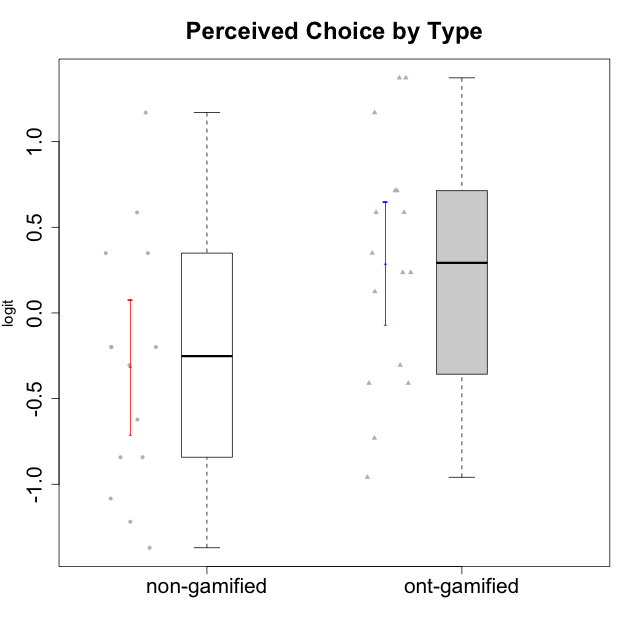 Perceived Choice by Type
logit
1.0
0.5
0.0
-0.5
-1.0
non-gamified
ont-gamified